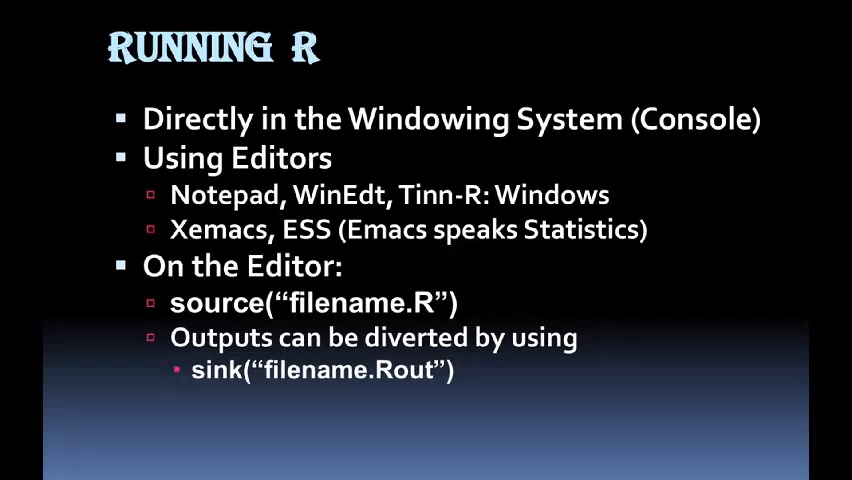 RUNNING R
Directly in the Windowing System (Console)
Using Editors
Notepad, WinEdt, Tinn-R: Windows
Xemacs, ESS (Emacs speaks Statistics)
On the Editor:
source(“filename.R”)
Outputs can be diverted by using
sink(“filename.Rout”)